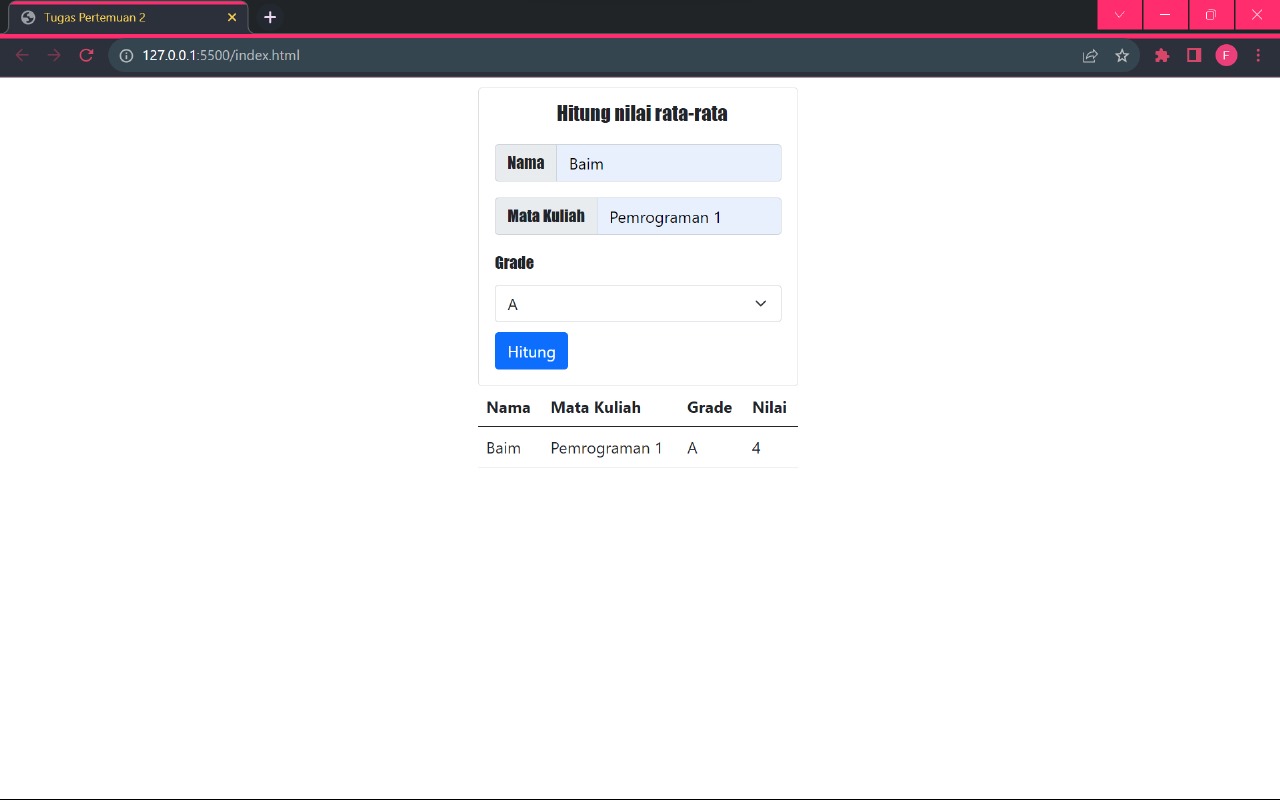 Tugas Pertemuan 2
127.0.0.1:5500/index.html
F
Hitung nilai rata-rata
Nama Baim
Mata Kuliah Pemrograman 1
Grade
A
Hitung
Nama Mata Kuliah Grade Nilai
Baim Pemrograman 1 A 4